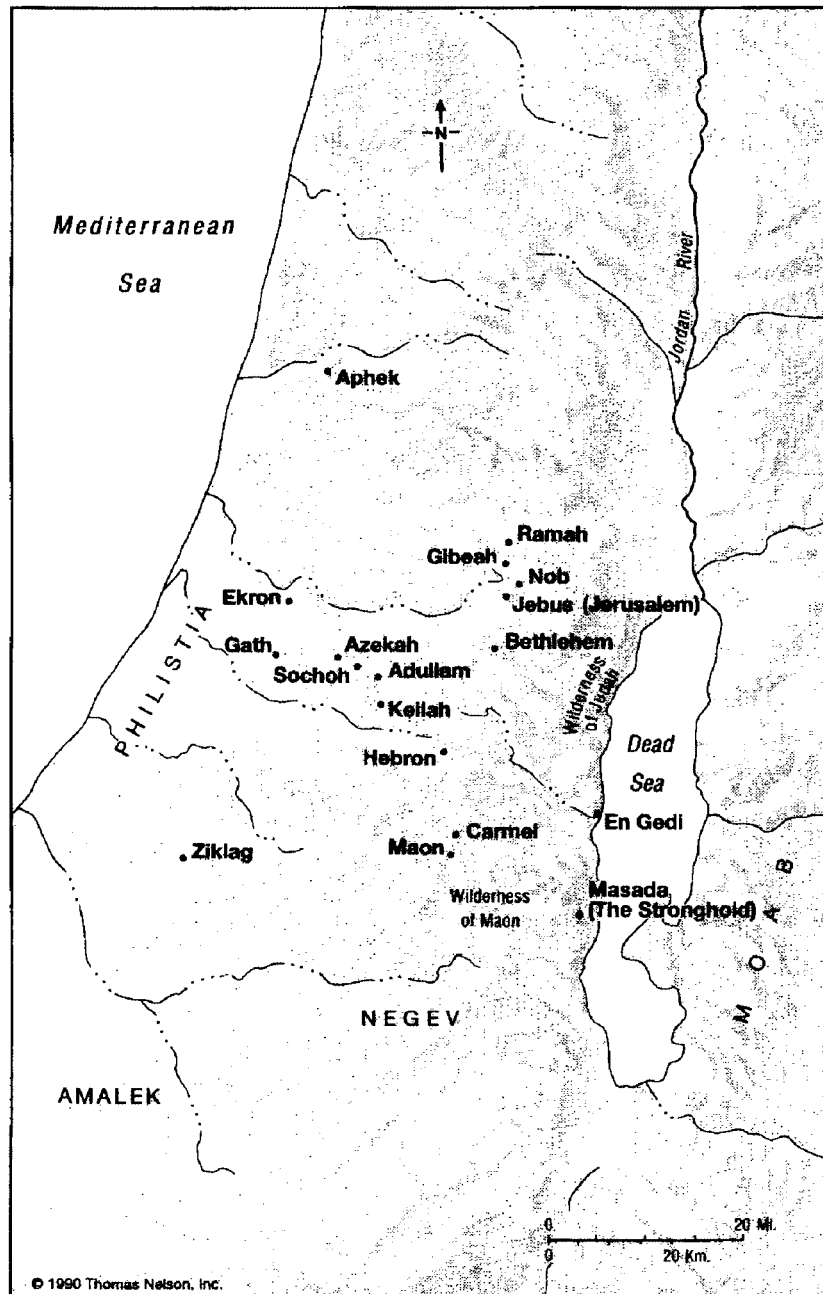 N
Mediterranean
Sea
Jordan River
Aphek
Ramah
Gibeah
Nob
Ekron
Jebus (Jerusalem)
PHILISTIA
Gath
Azekah
Bethlehem
Sochoh
Adullam
Keilah
Wilderness
of Judah
Hebron
Dead
Sea
En Gedi
Carmel
Ziklag
Maon
MOAB
Wilderness
of Maon
Masada
(The Stronghold)
NEGEV
AMALEK
0 20 Mi.
0 20 Km.
© 1990 Thomas Nelson, Inc.